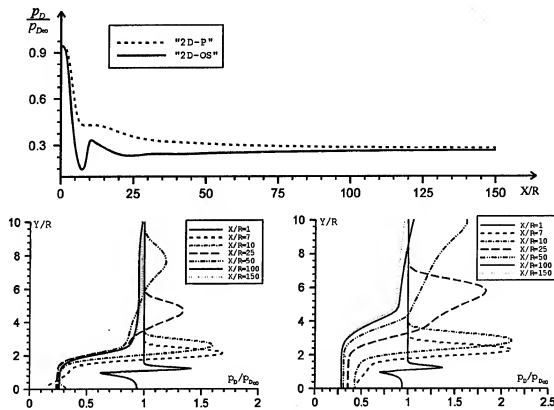 p_D
p_D∞
"2D-P"
"2D-OS"
0.9
0.6
0.3
0 25 50 75 100 125 150
X/R
10
Y/R
8
6
4
2
0
X/R=1
X/R=7
X/R=10
X/R=25
X/R=50
X/R=100
X/R=150
0 0.5 1 1.5 2
p_D/p_D∞
10
Y/R
8
6
4
2
0
X/R=1
X/R=7
X/R=10
X/R=25
X/R=50
X/R=100
X/R=150
0 0.5 1 1.5 2 2.5
p_D/p_D∞